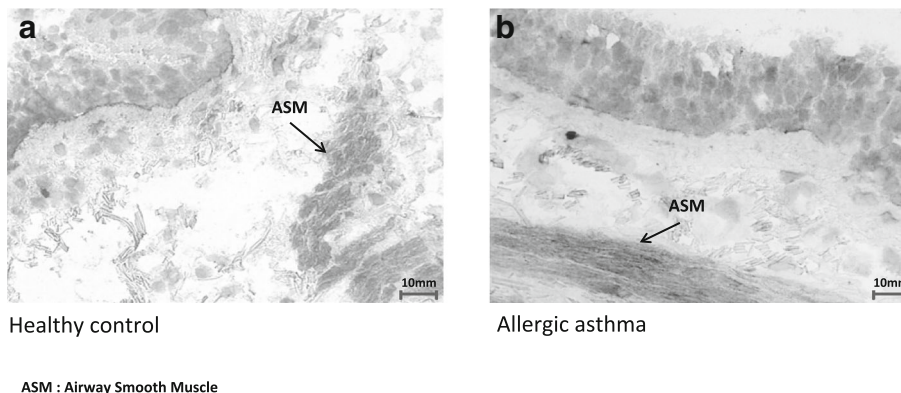 a
b
ASM
ASM
10mm
Healthy control
Allergic asthma
ASM : Airway Smooth Muscle